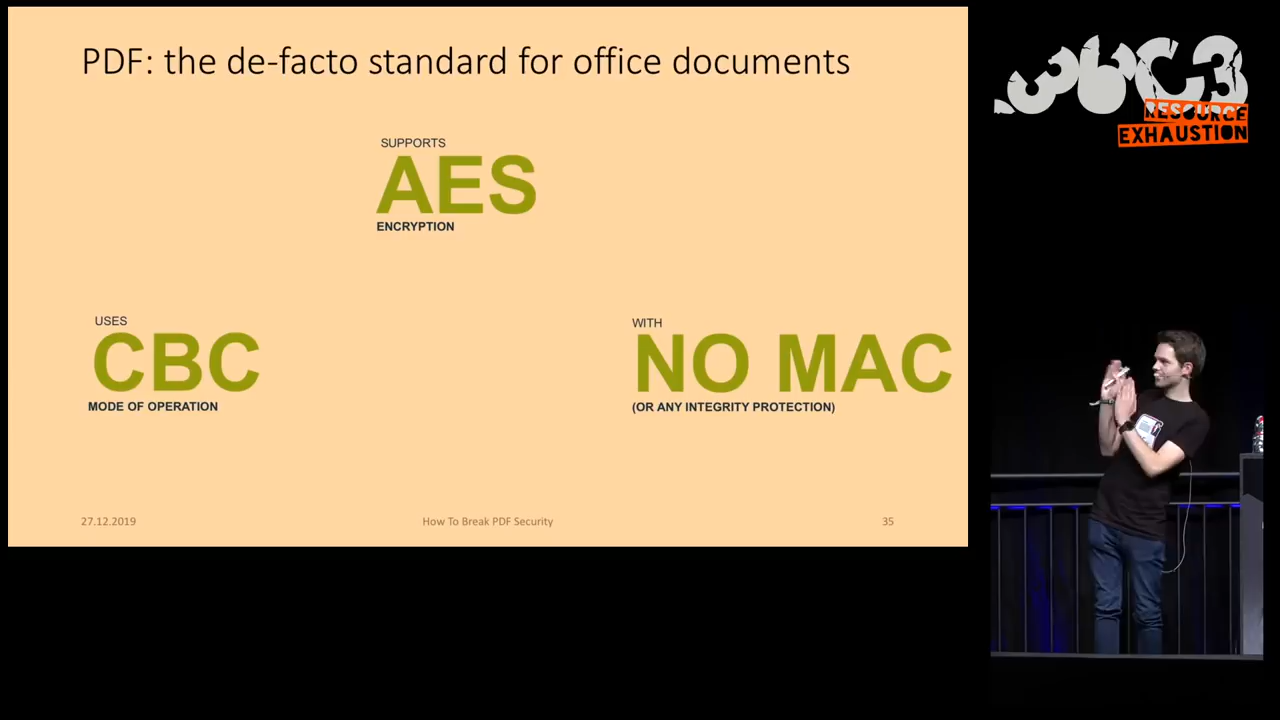 PDF: the de-facto standard for office documents
SUPPORTS
AES
ENCRYPTION
USES
CBC
MODE OF OPERATION
WITH
NO MAC
(OR ANY INTEGRITY PROTECTION)
27.12.2019
How To Break PDF Security
35
36C3
RESOURCE
EXHAUSTION